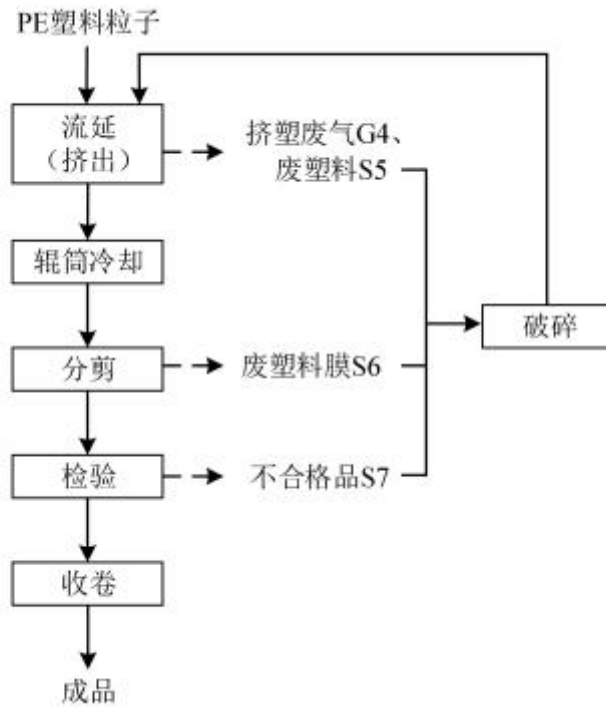 PE塑料粒子
流延
（挤出）
挤塑废气G4、
废塑料S5
辊筒冷却
破碎
分剪
废塑料膜S6
检验
不合格品S7
收卷
成品